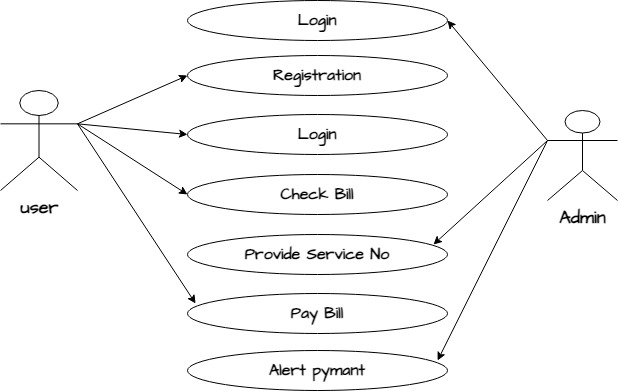 Login
Registration
Login
Check Bill
user
Admin
Provide Service No
Pay Bill
Alert pymant